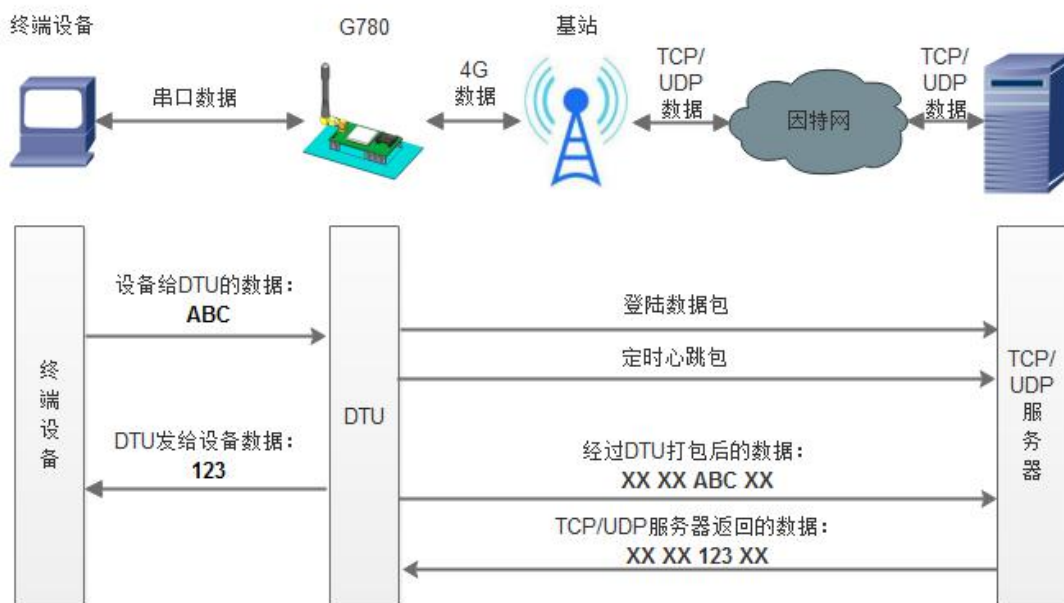 终端设备
G780
基站
串口数据
4G
数据
TCP/
UDP
数据
因特网
TCP/
UDP
数据
设备给DTU的数据：
ABC
登陆数据包
定时心跳包
终
端
设
备
DTU
TCP/
UDP
服
务
器
DTU发给设备数据：
123
经过DTU打包后的数据：
XX XX ABC XX
TCP/UDP服务器返回的数据：
XX XX 123 XX